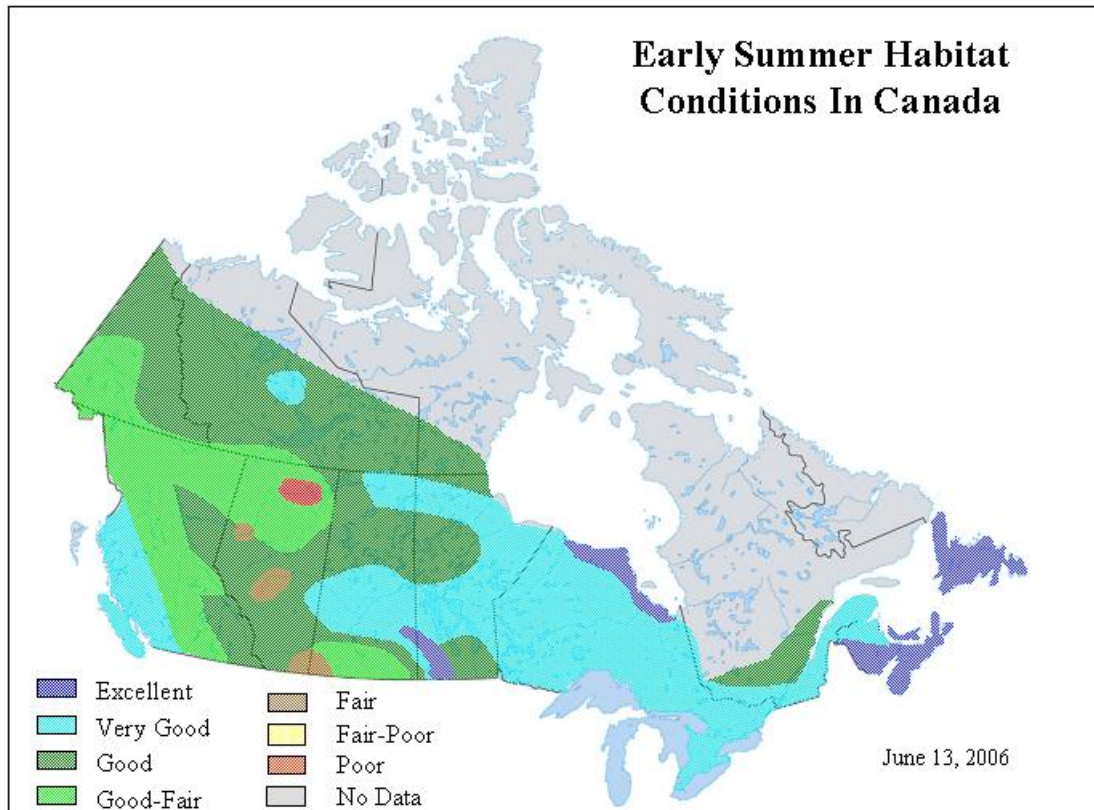 Early Summer Habitat
Conditions In Canada
Excellent
Very Good
Good
Good-Fair
Fair
Fair-Poor
Poor
No Data
June 13, 2006